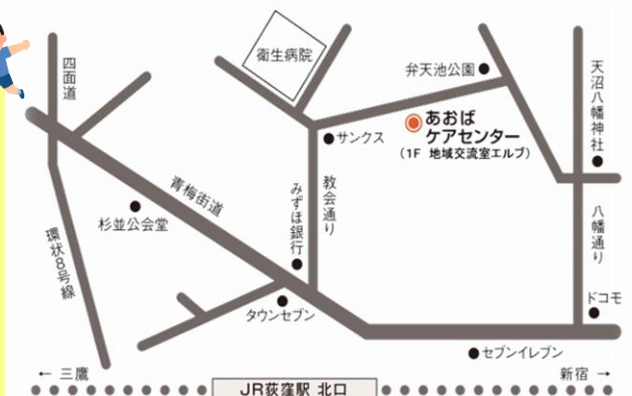 四面道
衛生病院
弁天池公園
天沼八幡神社
あおば
ケアセンター
(1F 地域交流室エルブ)
サンクス
青梅街道
教会通り
みずほ銀行
杉並公会堂
八幡通り
環状8号線
タウンセブン
ドコモ
セブンイレブン
← 三鷹
新宿 →
JR荻窪駅 北口